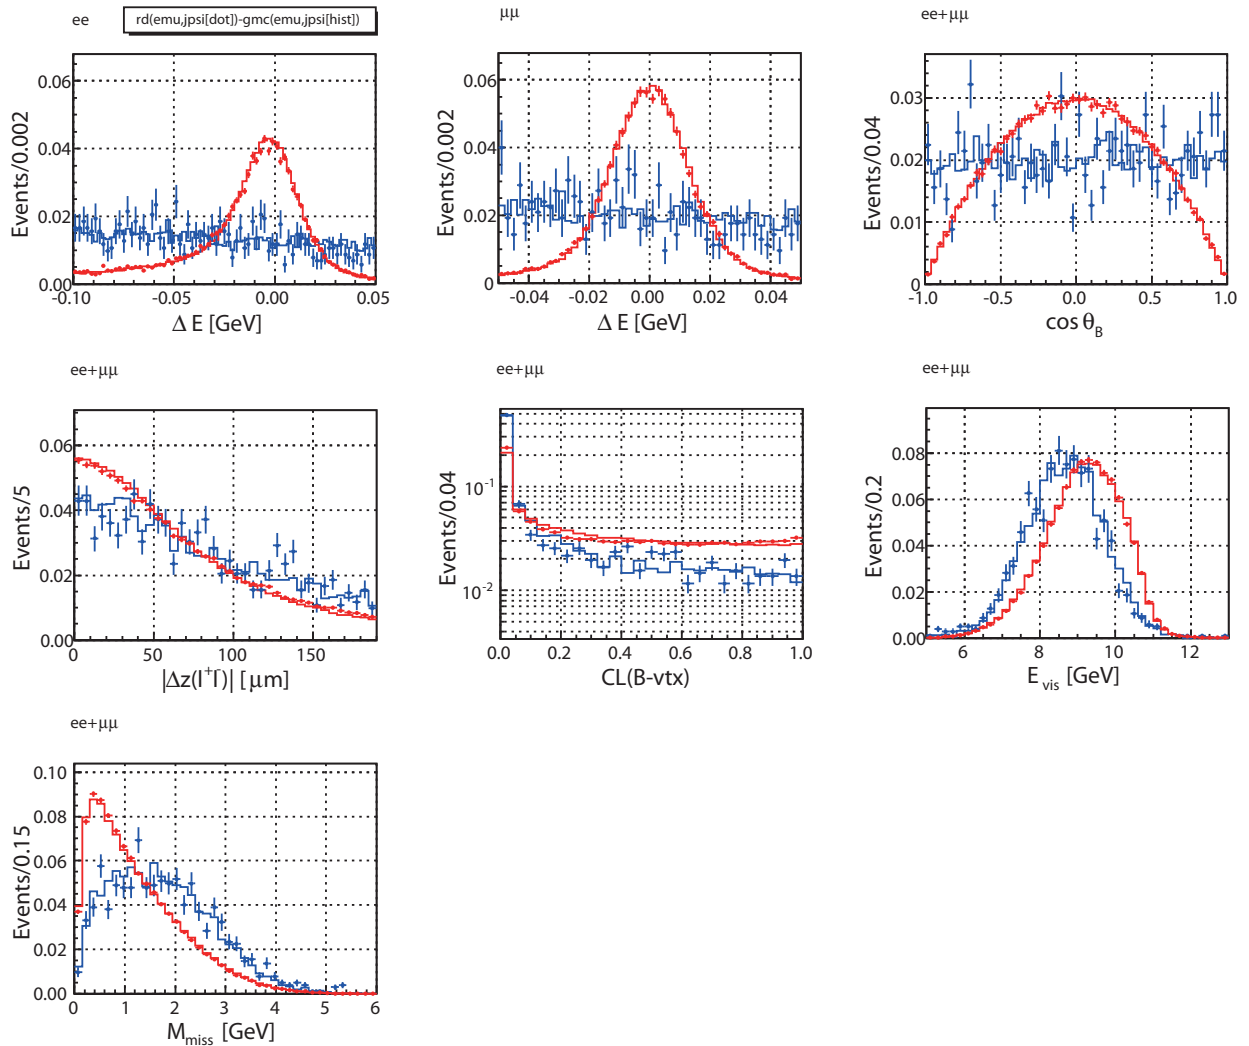 ee
rd(emu,jpsi[dot])-gmc(emu,jpsi[hist])
Events/0.002
0.06
0.04
0.02
0.00
-0.10
-0.05
0.00
0.05
Δ E [GeV]
μμ
Events/0.002
0.06
0.04
0.02
0
-0.04
-0.02
0.00
0.02
0.04
Δ E [GeV]
ee+μμ
Events/0.04
0.03
0.02
0.01
-1.0
-0.5
0.0
0.5
1.0
cos θ_B
ee+μμ
Events/5
0.06
0.04
0.02
0.00
0
50
100
150
|Δz(l⁺l⁻)| [μm]
ee+μμ
Events/0.04
10⁻¹
10⁻²
0.0
0.2
0.4
0.6
0.8
1.0
CL(B-vtx)
ee+μμ
Events/0.2
0.08
0.06
0.04
0.02
0.00
6
8
10
12
E_vis [GeV]
ee+μμ
Events/0.15
0.10
0.08
0.06
0.04
0.02
0.00
0
1
2
3
4
5
6
M_miss [GeV]